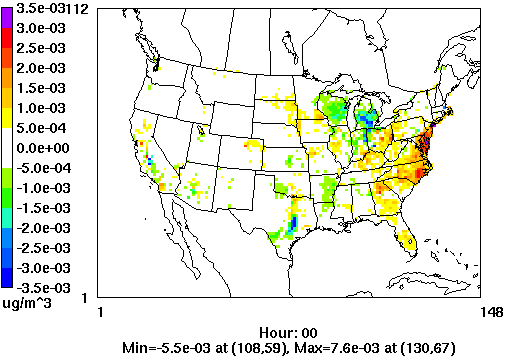 3.5e-03
3.0e-03
2.5e-03
2.0e-03
1.5e-03
1.0e-03
5.0e-04
0.0e+00
-5.0e-04
-1.0e-03
-1.5e-03
-2.0e-03
-2.5e-03
-3.0e-03
-3.5e-03
ug/m^3
112
1
1
148
Hour: 00
Min=-5.5e-03 at (108,59), Max=7.6e-03 at (130,67)